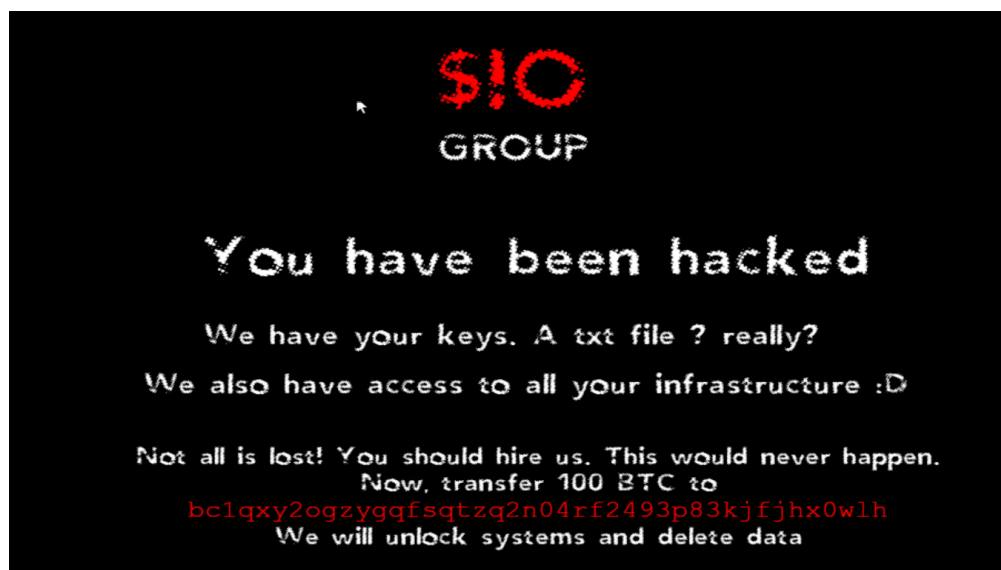 $!O
GROUP
You have been hacked
We have your keys. A txt file ? really?
We also have access to all your infrastructure :D
Not all is lost! You should hire us. This would never happen.
Now, transfer 100 BTC to
bc1qxy2ogzygqfsqtzq2n04rf2493p83kjfjhx0wlh
We will unlock systems and delete data